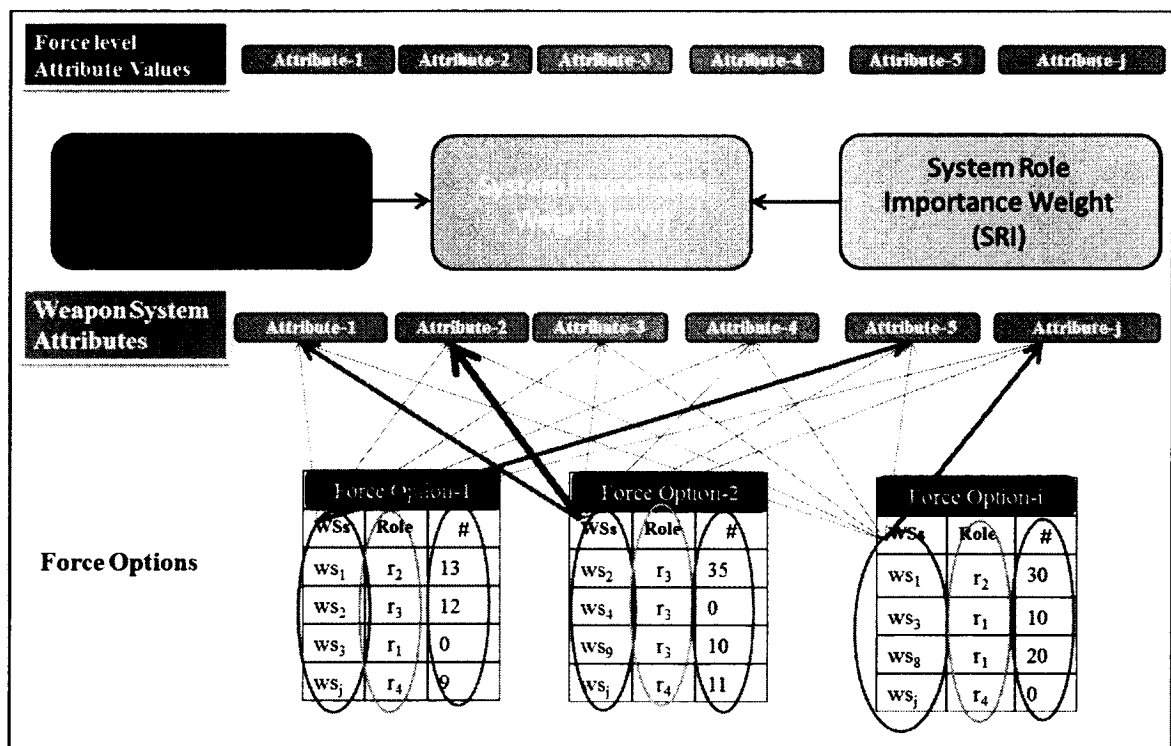 Force level
Attribute Values
Attribute-1
Attribute-2
Attribute-3
Attribute-4
Attribute-5
Attribute-j
System Importance
Weight
System Role
Importance Weight
(SRI)
Weapon System
Attributes
Attribute-1
Attribute-2
Attribute-3
Attribute-4
Attribute-5
Attribute-j
Force Options
Force Option-1
WSs Role #
ws1 r2 13
ws2 r3 12
ws3 r1 0
wsj r4 9
Force Option-2
WSs Role #
ws2 r3 35
ws4 r3 0
ws9 r3 10
wsj r4 11
Force Option-i
WSs Role #
ws1 r2 30
ws3 r1 10
ws8 r1 20
wsj r4 0